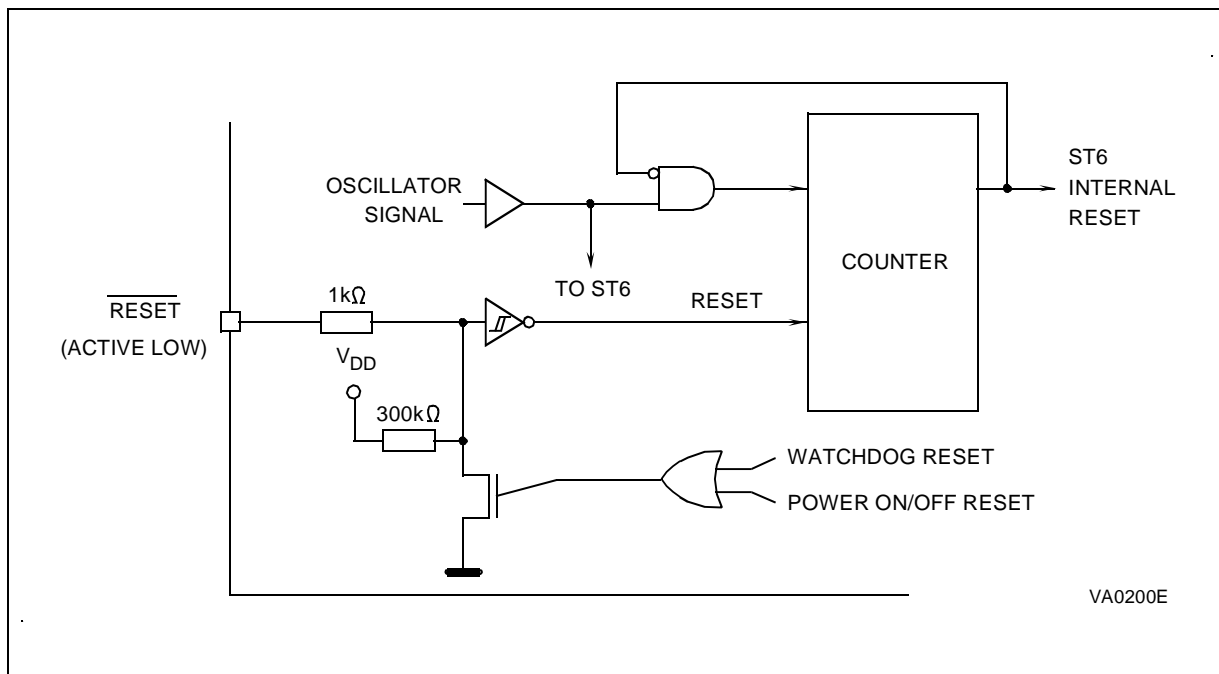 OSCILLATOR
SIGNAL
TO ST6
COUNTER
ST6
INTERNAL
RESET
RESET
(ACTIVE LOW)
1kΩ
V_DD
300kΩ
RESET
WATCHDOG RESET
POWER ON/OFF RESET
VA0200E